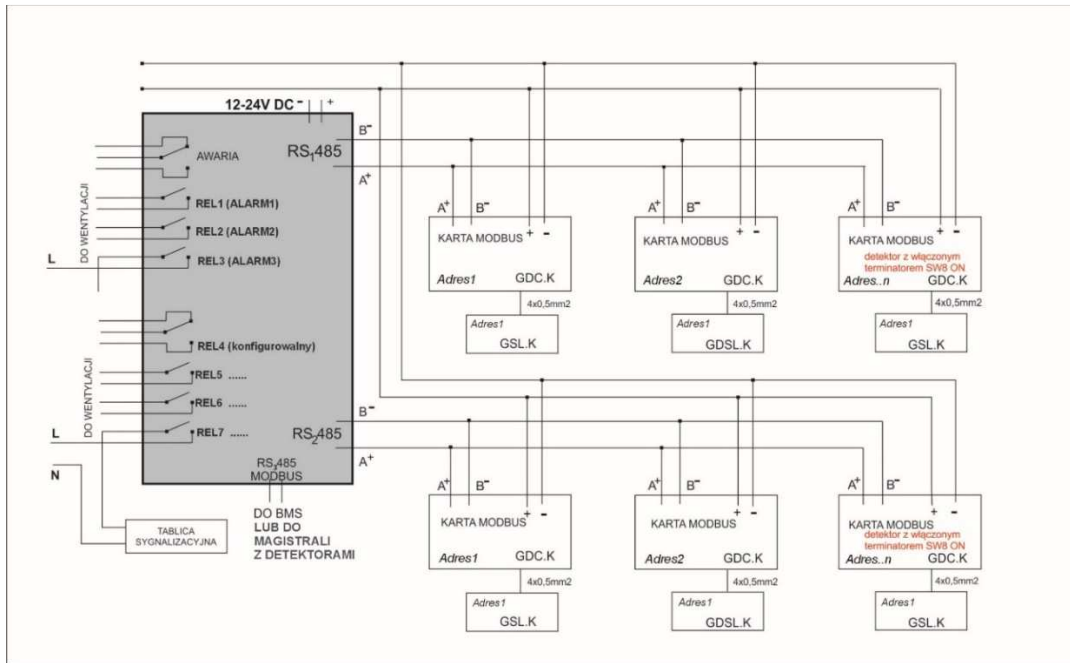 12-24V DC - +
AWARIA
RS1485
B-
A+
REL1 (ALARM1)
REL2 (ALARM2)
REL3 (ALARM3)
DO WENTYLACJI
L
REL4 (konfigurowalny)
REL5 ......
REL6 ......
REL7 ......
DO WENTYLACJI
L
N
RS2485
B-
A+
RS3485
MODBUS
DO BMS
LUB DO
MAGISTRALI
Z DETEKTORAMI
TABLICA
SYGNALIZACYJNA
A+ B- + -
KARTA MODBUS
Adres1 GDC.K
4x0,5mm2
Adres1
GSL.K
A+ B- + -
KARTA MODBUS
Adres2 GDC.K
4x0,5mm2
Adres1
GDSL.K
A+ B- + -
KARTA MODBUS
detektor z włączonym
terminatorem SW8 ON
Adres..n GDC.K
4x0,5mm2
Adres1
GSL.K
A+ B- + -
KARTA MODBUS
Adres1 GDC.K
4x0,5mm2
Adres1
GSL.K
A+ B- + -
KARTA MODBUS
Adres2 GDC.K
4x0,5mm2
Adres1
GDSL.K
A+ B- + -
KARTA MODBUS
detektor z włączonym
terminatorem SW8 ON
Adres..n GDC.K
4x0,5mm2
Adres1
GSL.K